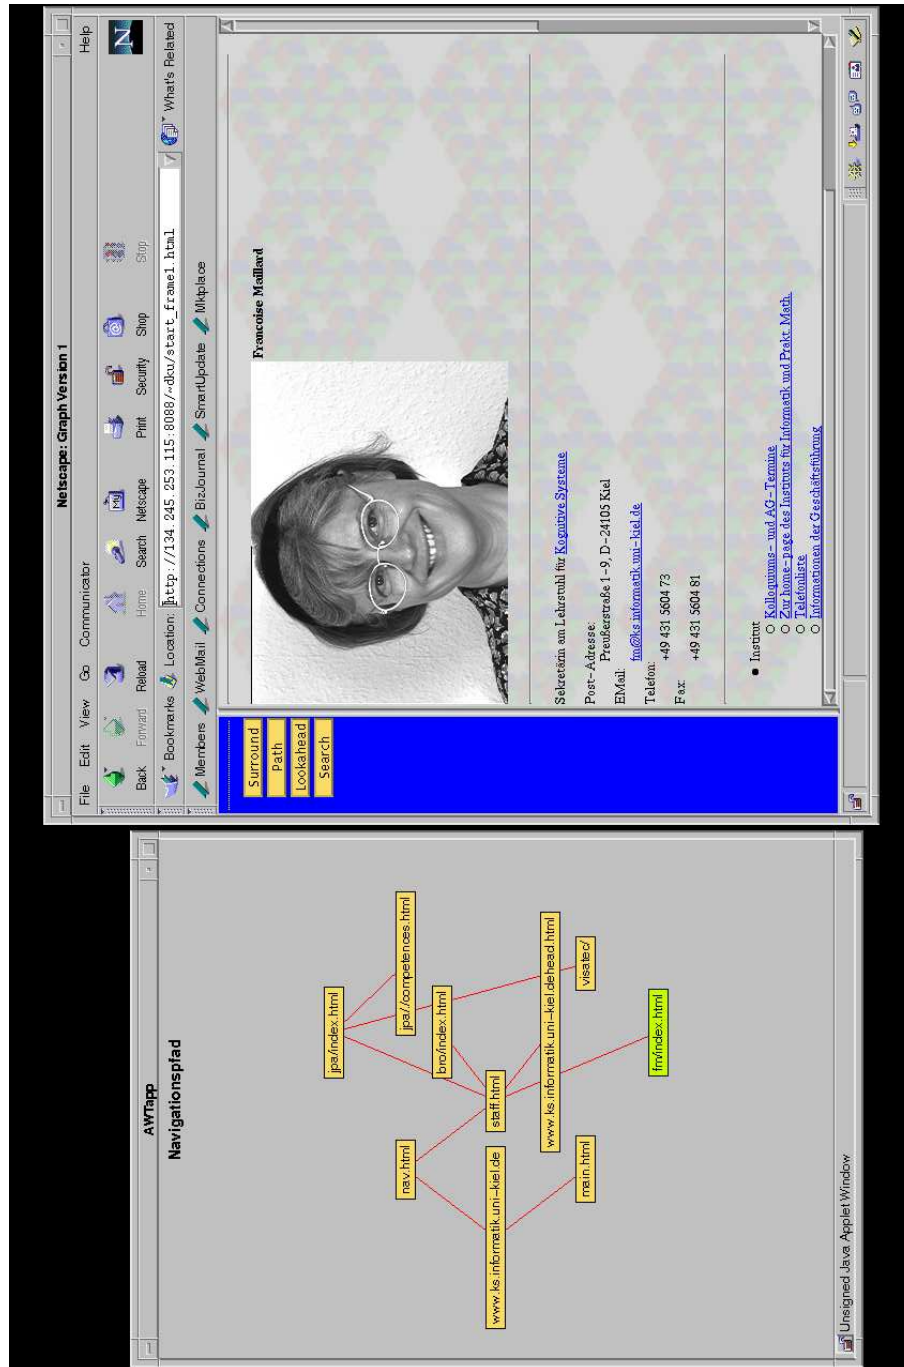 AWTapp
Navigationspfad
jpa/index.html
nav.html
jpa//competences.html
bro/index.html
www.ks.informatik.uni-kiel.de
staff.html
www.ks.informatik.uni-kiel.dehead.html
main.html
visatec/
fm/index.html
Unsigned Java Applet Window
Netscape: Graph Version 1
File Edit View Go Communicator Help
Back Forward Reload Home Search Netscape Print Security Shop Stop
My
N
Bookmarks Location: http://134.245.253.115:8088/~dku/start_frame1.html What's Related
Members WebMail Connections BizJournal SmartUpdate Mktplace
Surround
Path
Lookahead
Search
Francoise Maillard
Sekretärin am Lehrstuhl für Kognitive Systeme
Post-Adresse:
Preußerstraße 1-9, D-24105 Kiel
EMail:
fm@ks.informatik.uni-kiel.de
Telefon:
+49 431 5604 73
Fax:
+49 431 5604 81
Institut
Kolloquiums- und AG-Termine
Zur home-page des Instituts für Informatik und Prakt. Math.
Telefonliste
Informationen der Geschäftsführung